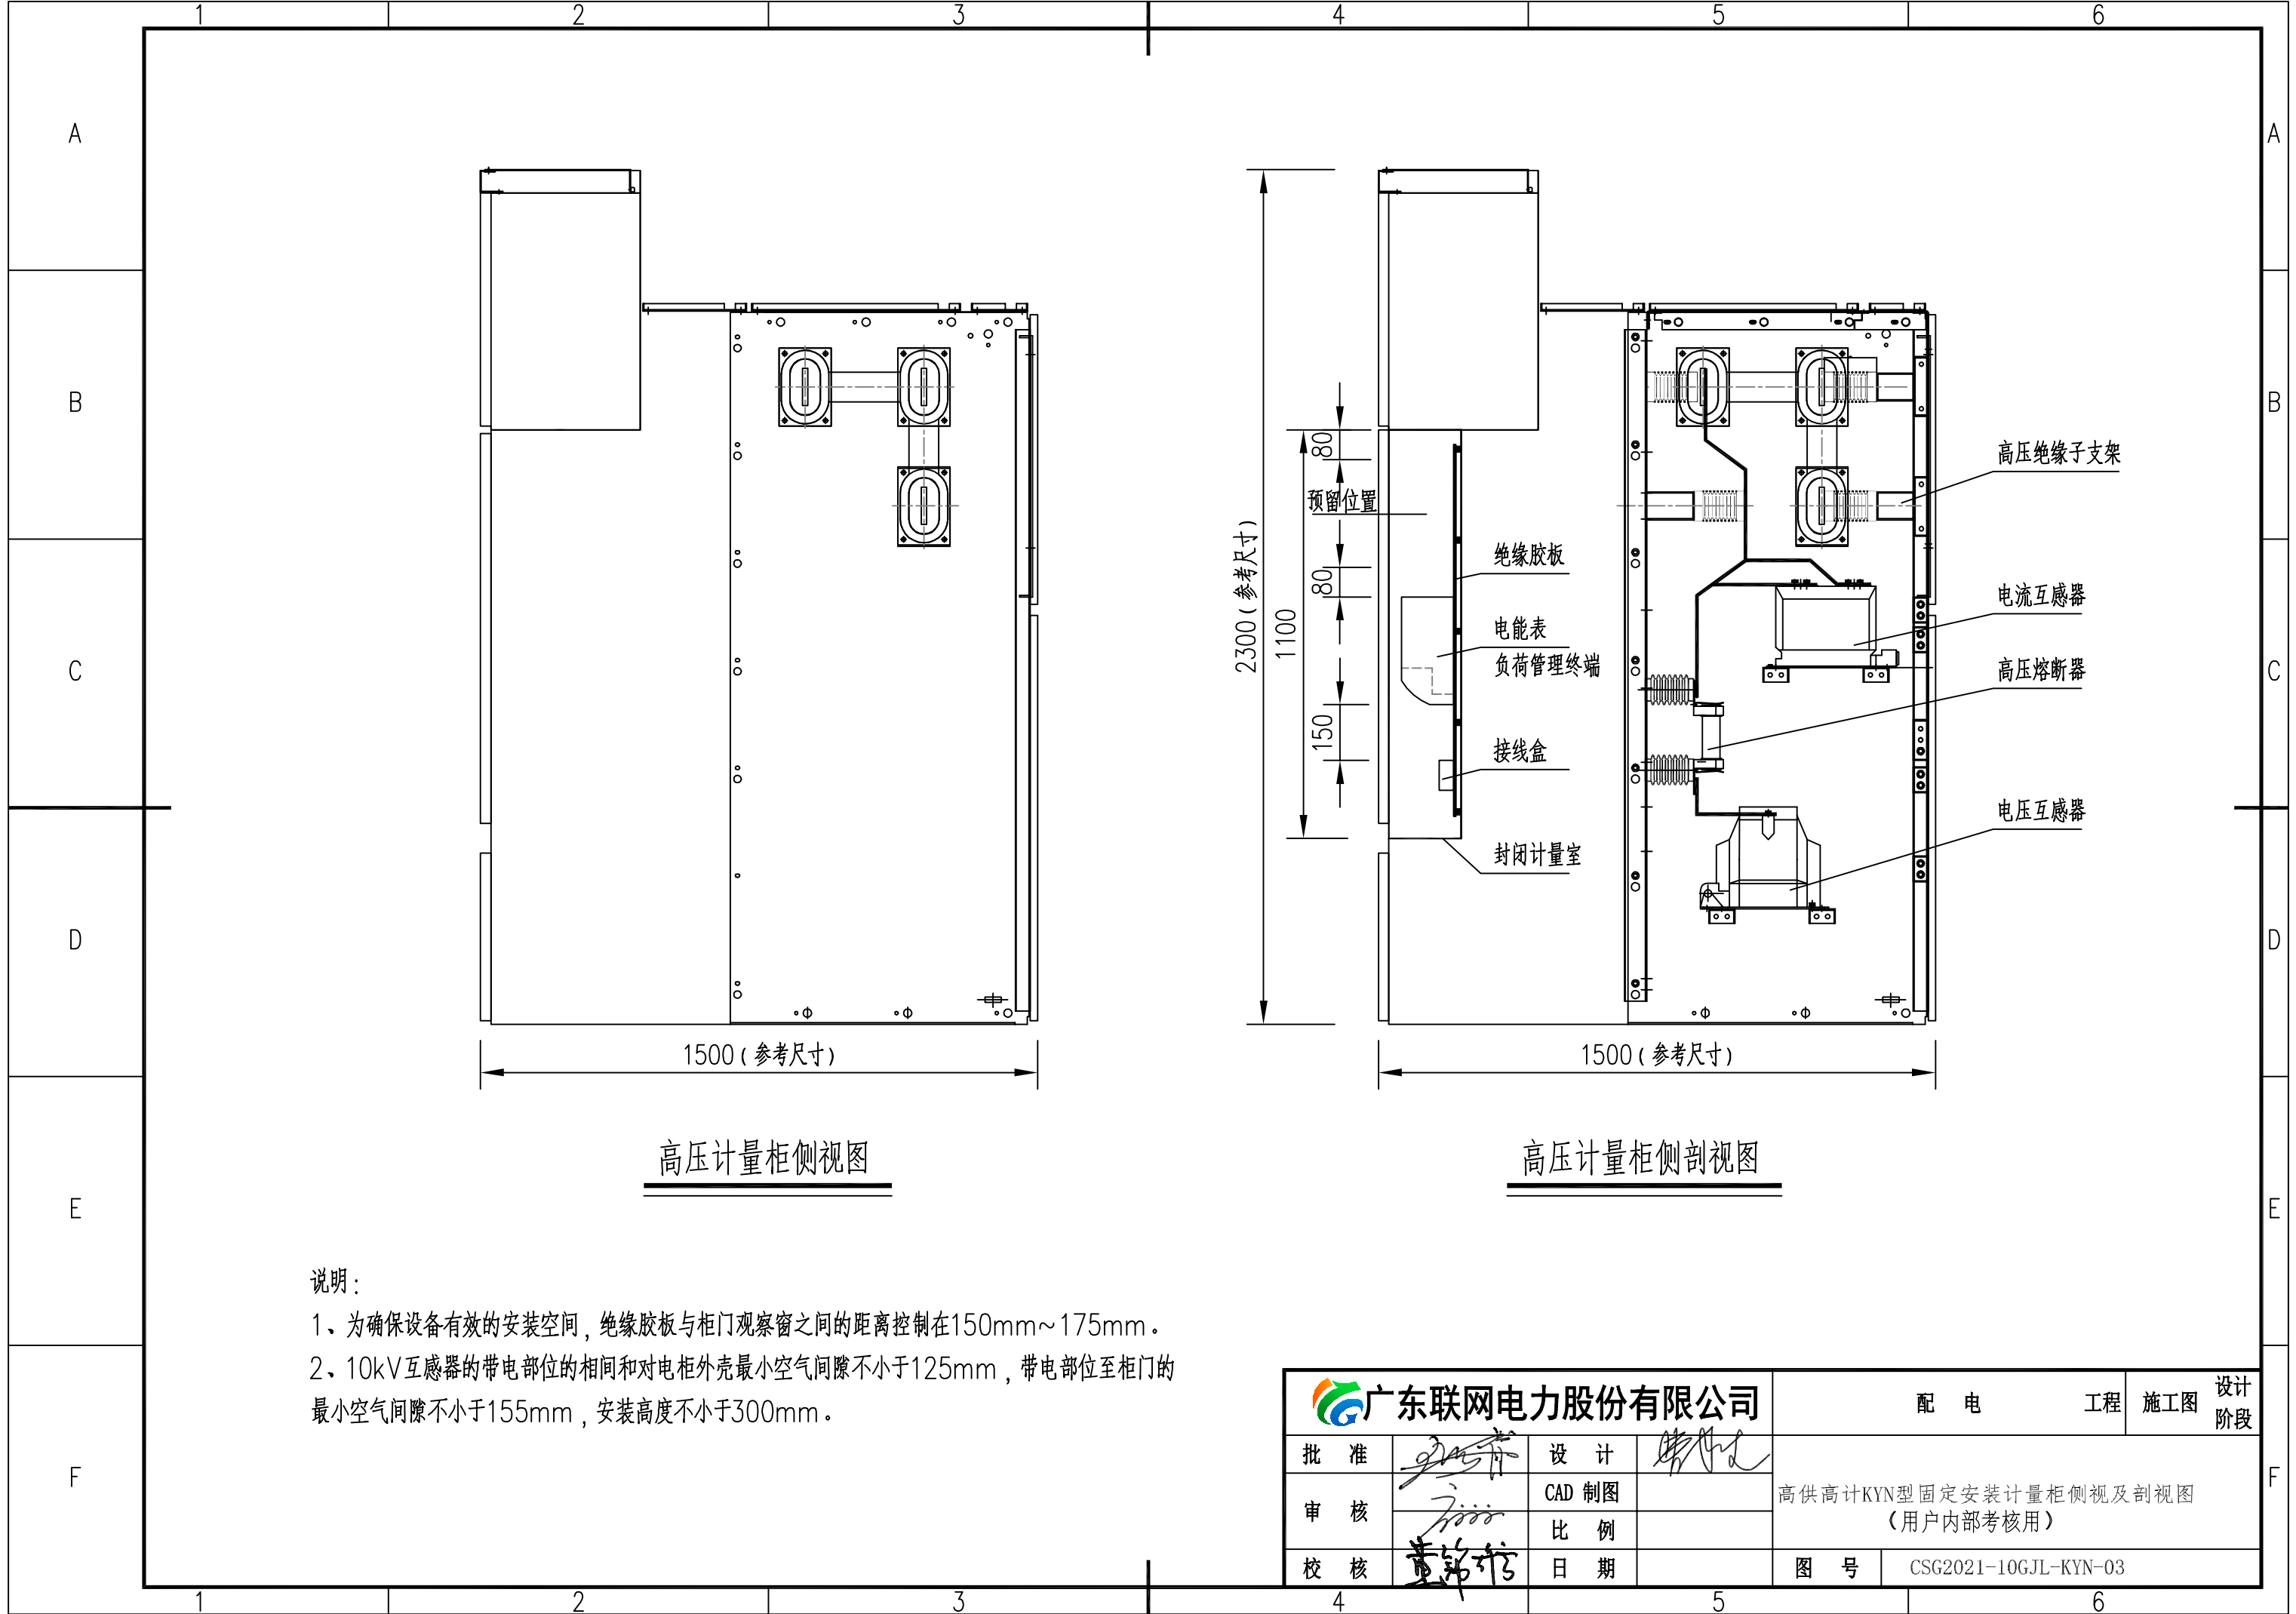 1 2 3 4 5 6
A A
B B
C C
D D
E E
F F
80
预留位置
80
150
1100
2300(参考尺寸)
绝缘胶板
电能表
负荷管理终端
接线盒
封闭计量室
高压绝缘子支架
电流互感器
高压熔断器
电压互感器
1500(参考尺寸)
1500(参考尺寸)
高压计量柜侧视图
高压计量柜侧剖视图
说明:
1、为确保设备有效的安装空间,绝缘胶板与柜门观察窗之间的距离控制在150mm~175mm。
2、10kV互感器的带电部位的相间和对电柜外壳最小空气间隙不小于125mm,带电部位至柜门的
最小空气间隙不小于155mm,安装高度不小于300mm。
广东联网电力股份有限公司
配 电 工程 施工图 设计
阶段
批 准 设 计
审 核 CAD 制图
比 例
校 核 日 期
高供高计KYN型固定安装计量柜侧视及剖视图
(用户内部考核用)
图 号 CSG2021-10GJL-KYN-03
1 2 3 4 5 6